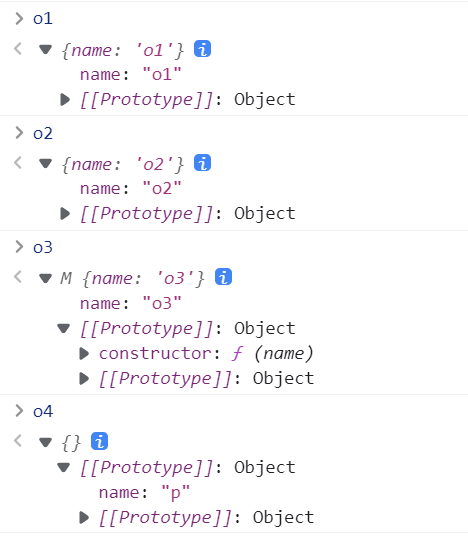 > o1
< ▼ {name: 'o1'} i
name: "o1"
▶ [[Prototype]]: Object
> o2
< ▼ {name: 'o2'} i
name: "o2"
▶ [[Prototype]]: Object
> o3
< ▼ M {name: 'o3'} i
name: "o3"
▼ [[Prototype]]: Object
▶ constructor: ƒ (name)
▶ [[Prototype]]: Object
> o4
< ▼ {} i
▼ [[Prototype]]: Object
name: "p"
▶ [[Prototype]]: Object